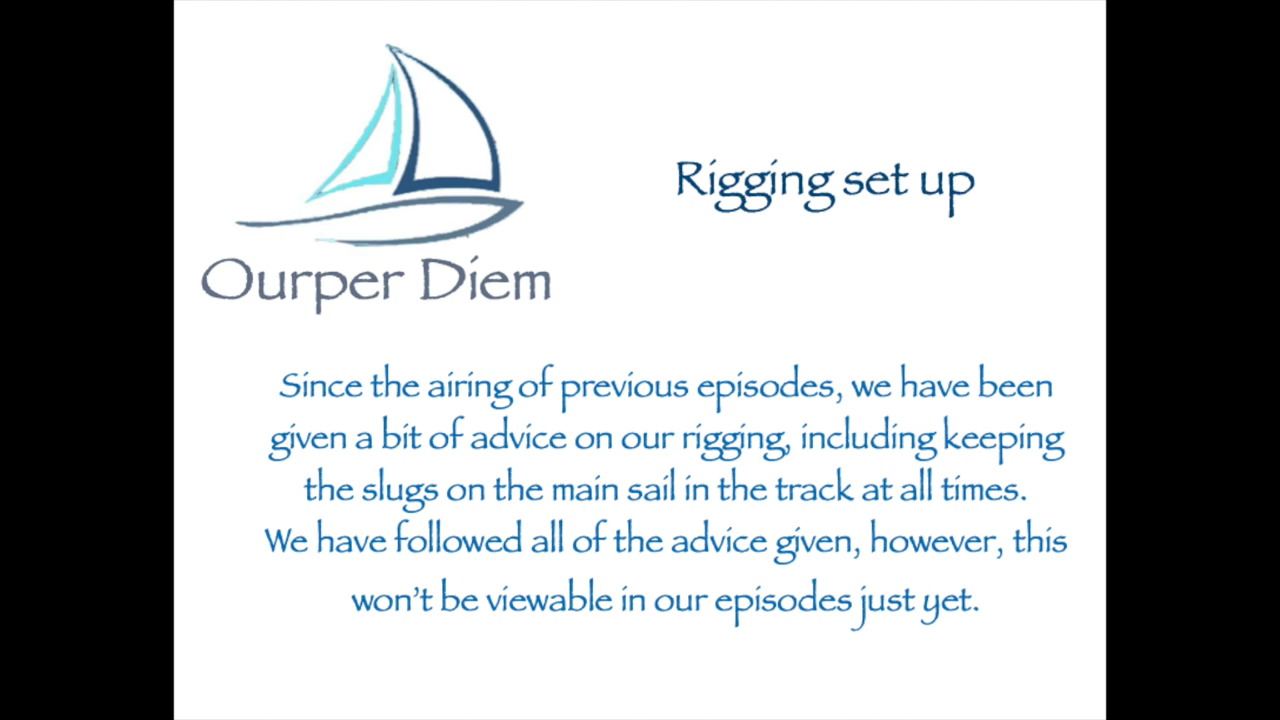 Rigging set up
Ourper Diem
Since the airing of previous episodes, we have been
given a bit of advice on our rigging, including keeping
the slugs on the main sail in the track at all times.
We have followed all of the advice given, however, this
won't be viewable in our episodes just yet.